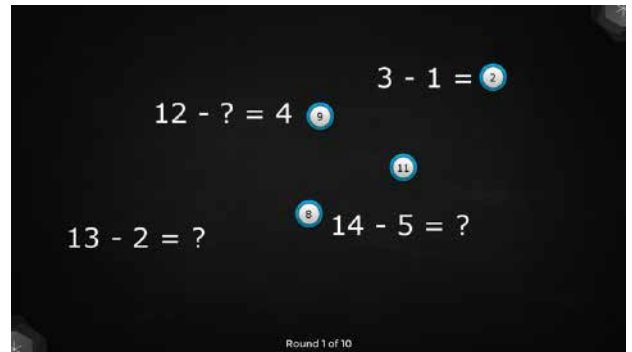 3 - 1 = 2
12 - ? = 4 9
11
8 14 - 5 = ?
13 - 2 = ?
Round 1 of 10